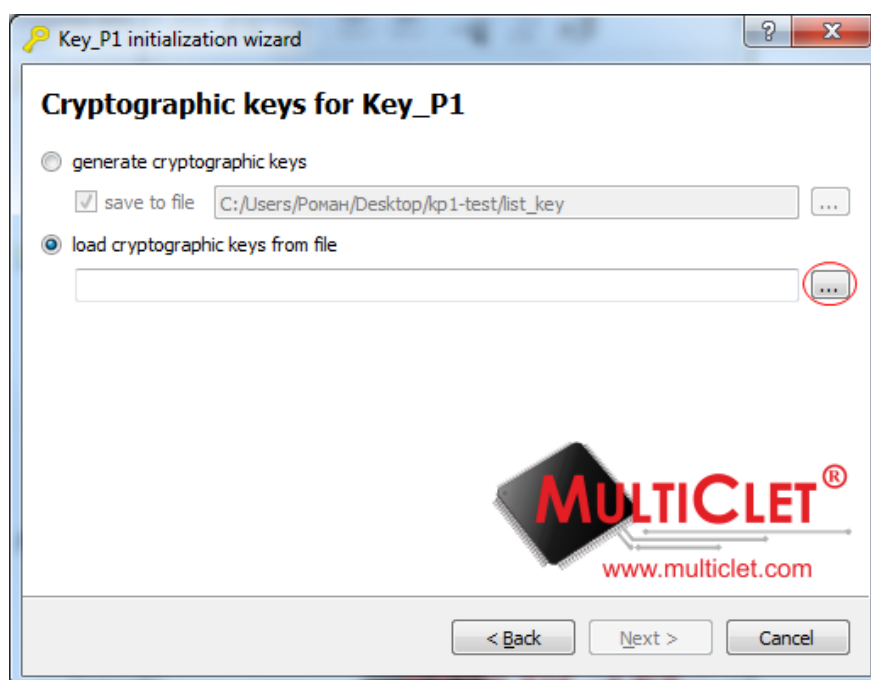 Key_P1 initialization wizard
? x
Cryptographic keys for Key_P1
generate cryptographic keys
save to file C:/Users/Роман/Desktop/kp1-test/list_key ...
load cryptographic keys from file
...
MULTICLET®
www.multiclet.com
< Back Next > Cancel